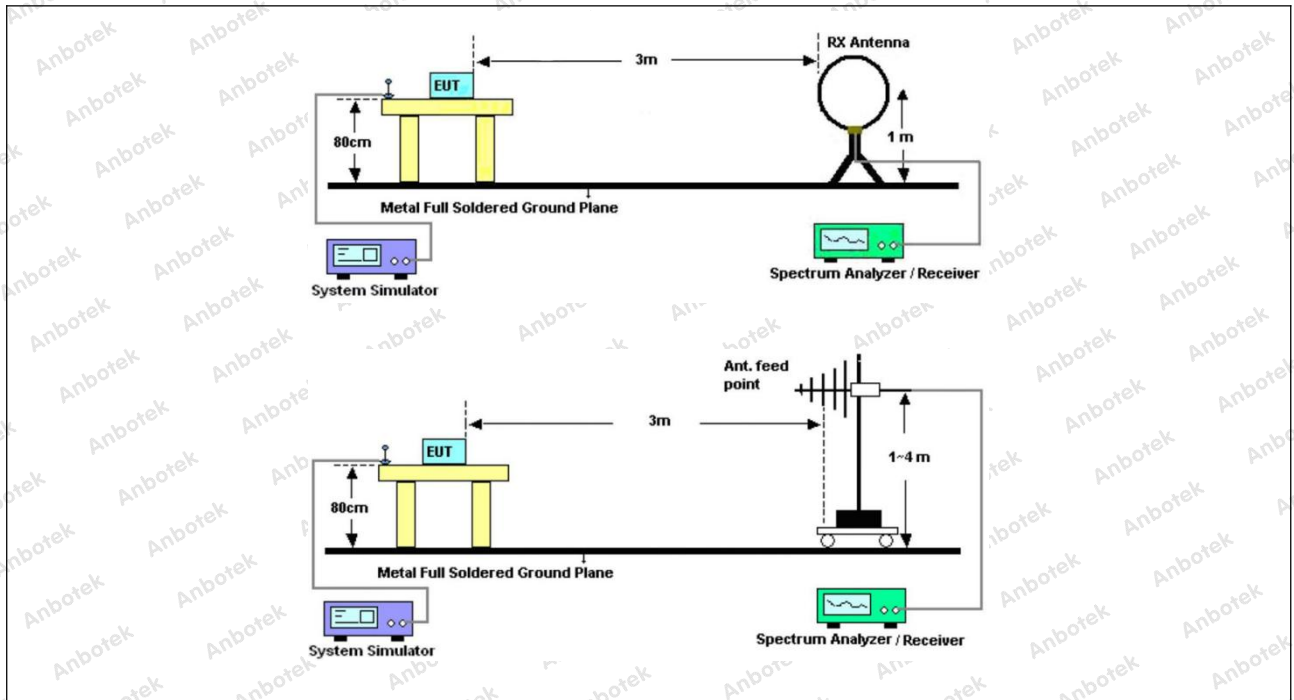 RX Antenna
3m
EUT
80cm
1 m
Metal Full Soldered Ground Plane
Spectrum Analyzer / Receiver
System Simulator
Ant. feed
point
3m
EUT
1~4 m
80cm
Metal Full Soldered Ground Plane
Spectrum Analyzer / Receiver
System Simulator
Anbotek